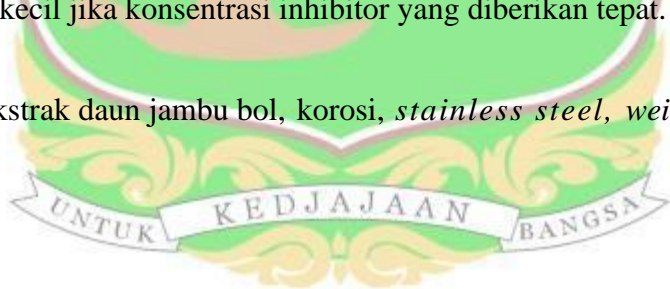 kecil jika konsentrasi inhibitor yang diberikan tepat.
kstrak daun jambu bol, korosi, stainless steel, wei
UNTUK KEDJAJAAN BANGSA